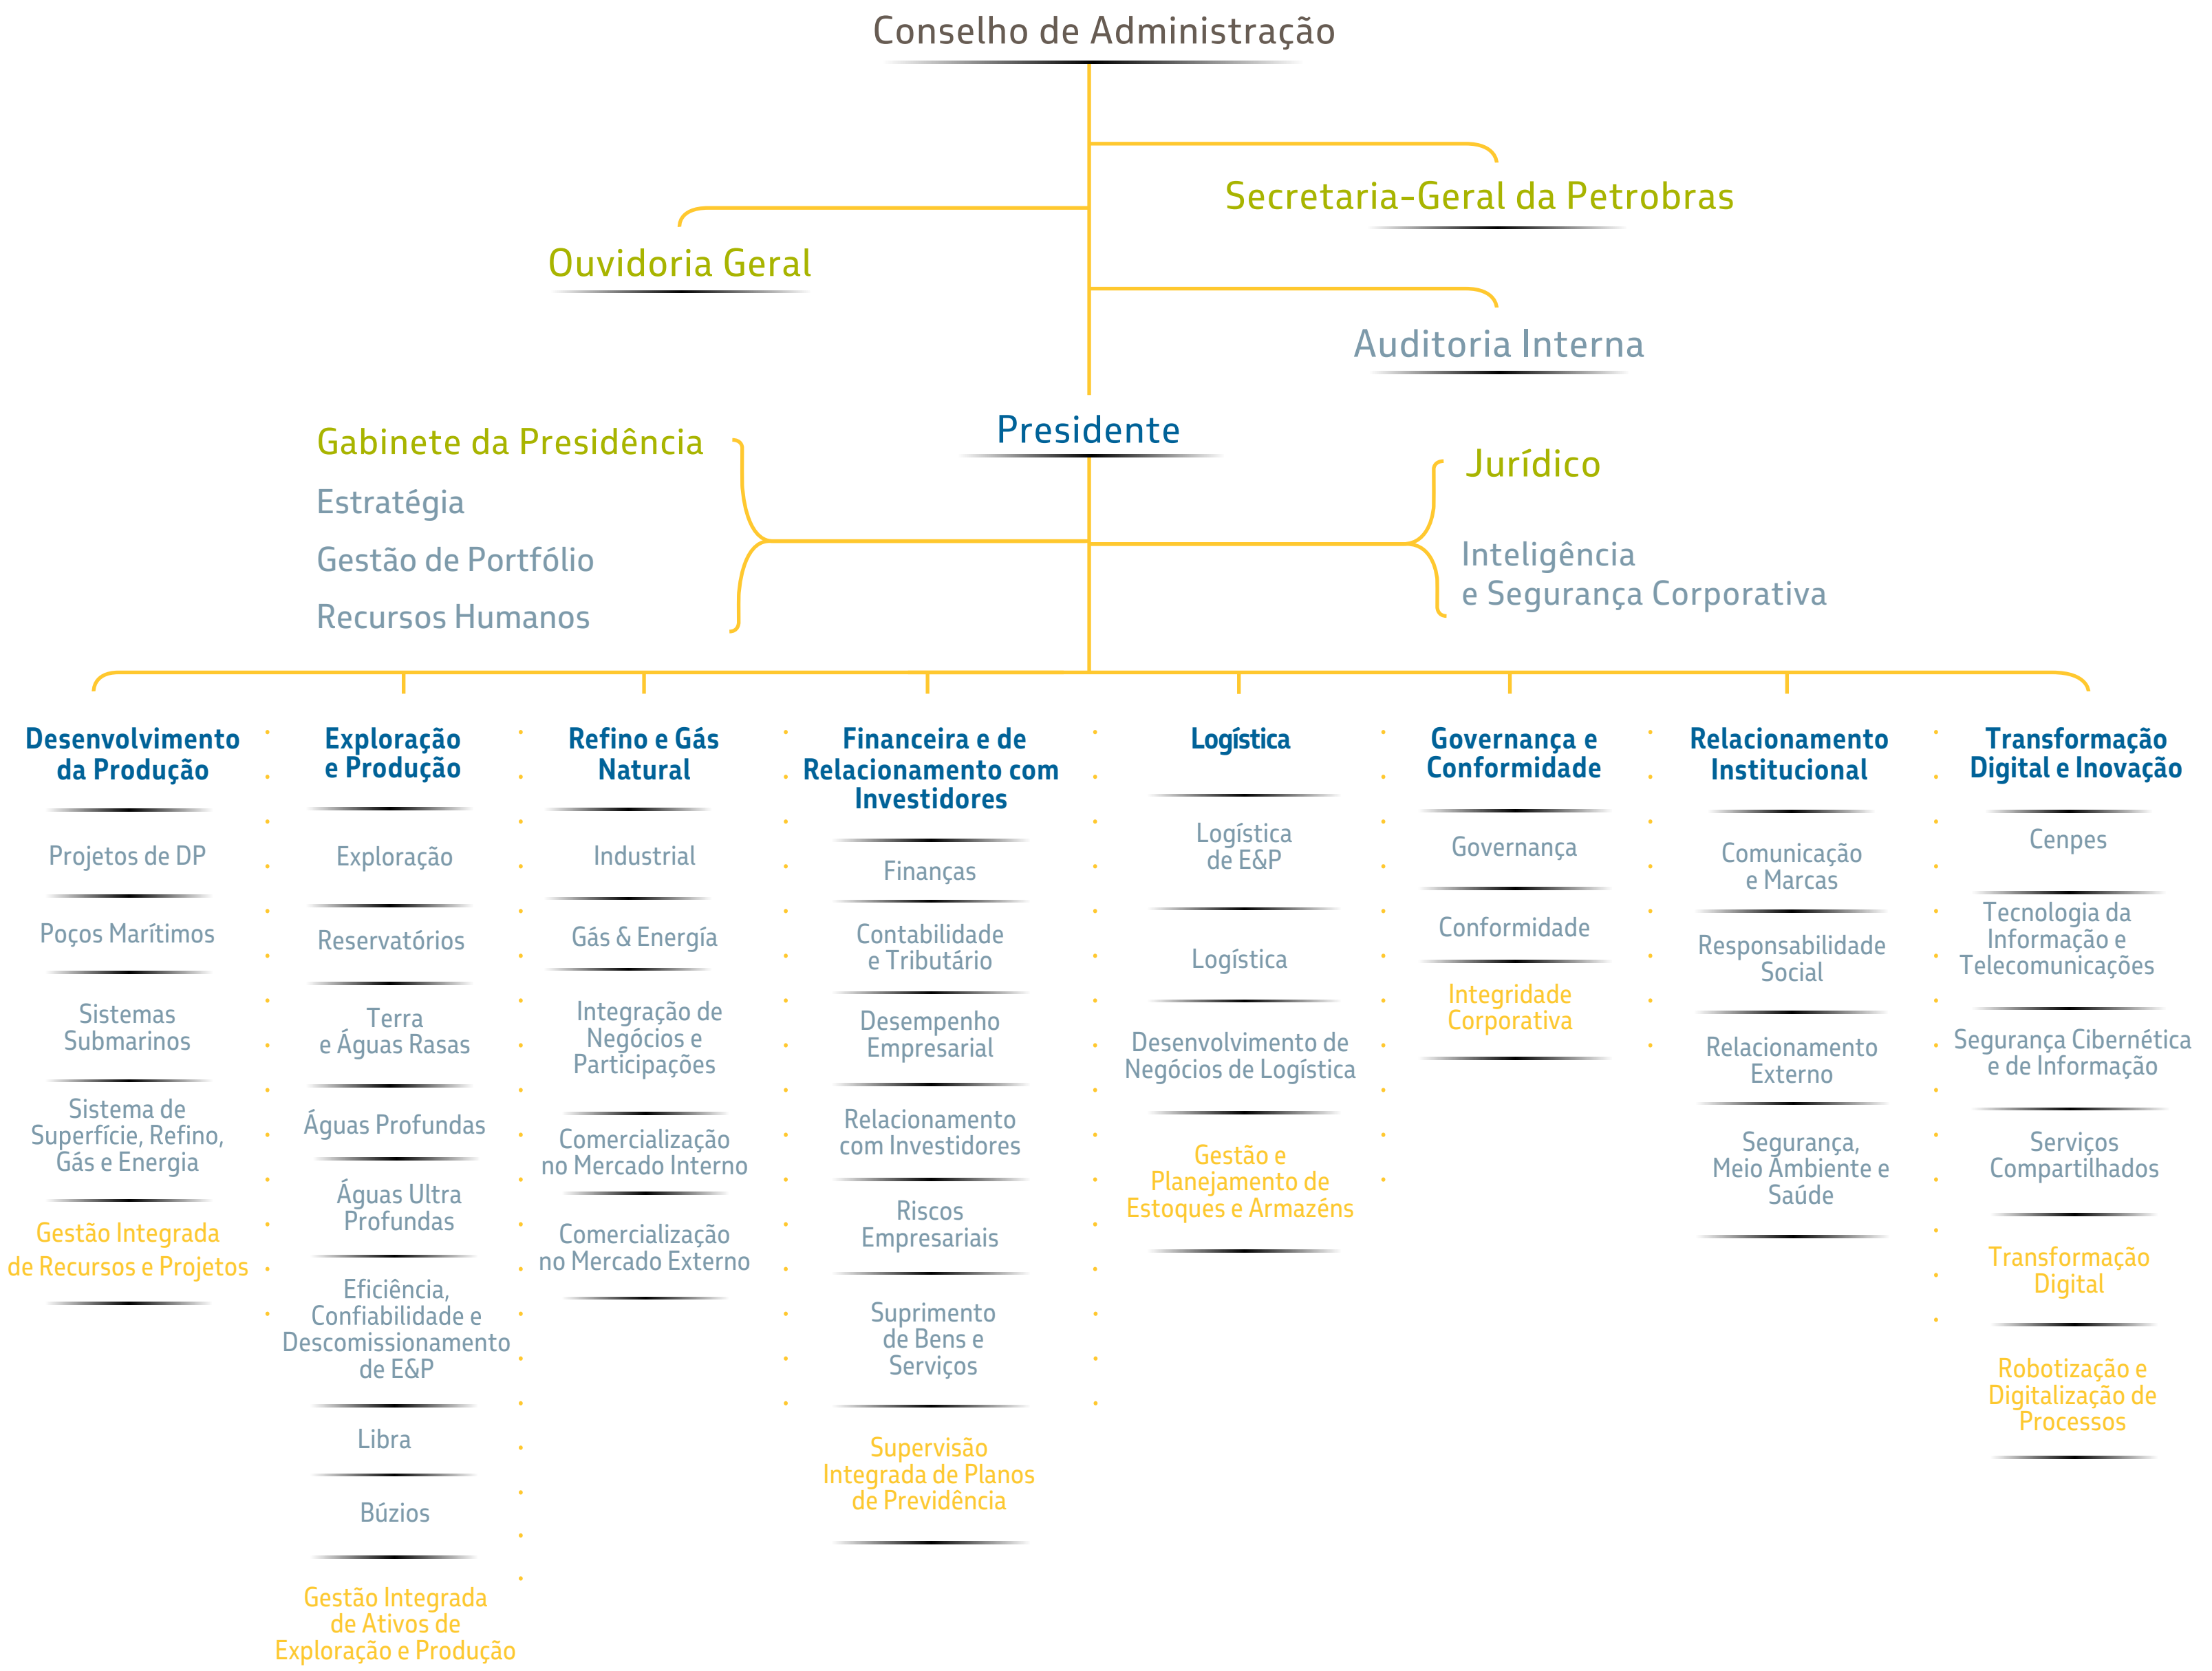 Conselho de Administração
Secretaria-Geral da Petrobras
Ouvidoria Geral
Auditoria Interna
Presidente
Gabinete da Presidência
Estratégia
Gestão de Portfólio
Recursos Humanos
Jurídico
Inteligência
e Segurança Corporativa
Desenvolvimento
da Produção
Projetos de DP
Poços Marítimos
Sistemas
Submarinos
Sistema de
Superfície, Refino,
Gás e Energia
Gestão Integrada
de Recursos e Projetos
Exploração
e Produção
Exploração
Reservatórios
Terra
e Águas Rasas
Águas Profundas
Águas Ultra
Profundas
Eficiência,
Confiabilidade e
Descomissionamento
de E&P
Libra
Búzios
Gestão Integrada
de Ativos de
Exploração e Produção
Refino e Gás
Natural
Industrial
Gás & Energía
Integração de
Negócios e
Participações
Comercialização
no Mercado Interno
Comercialização
no Mercado Externo
Financeira e de
Relacionamento com
Investidores
Finanças
Contabilidade
e Tributário
Desempenho
Empresarial
Relacionamento
com Investidores
Riscos
Empresariais
Suprimento
de Bens e
Serviços
Supervisão
Integrada de Planos
de Previdência
Logística
Logística
de E&P
Logística
Desenvolvimento de
Negócios de Logística
Gestão e
Planejamento de
Estoques e Armazéns
Governança e
Conformidade
Governança
Conformidade
Integridade
Corporativa
Relacionamento
Institucional
Comunicação
e Marcas
Responsabilidade
Social
Relacionamento
Externo
Segurança,
Meio Ambiente e
Saúde
Transformação
Digital e Inovação
Cenpes
Tecnologia da
Informação e
Telecomunicações
Segurança Cibernética
e de Informação
Serviços
Compartilhados
Transformação
Digital
Robotização e
Digitalização de
Processos